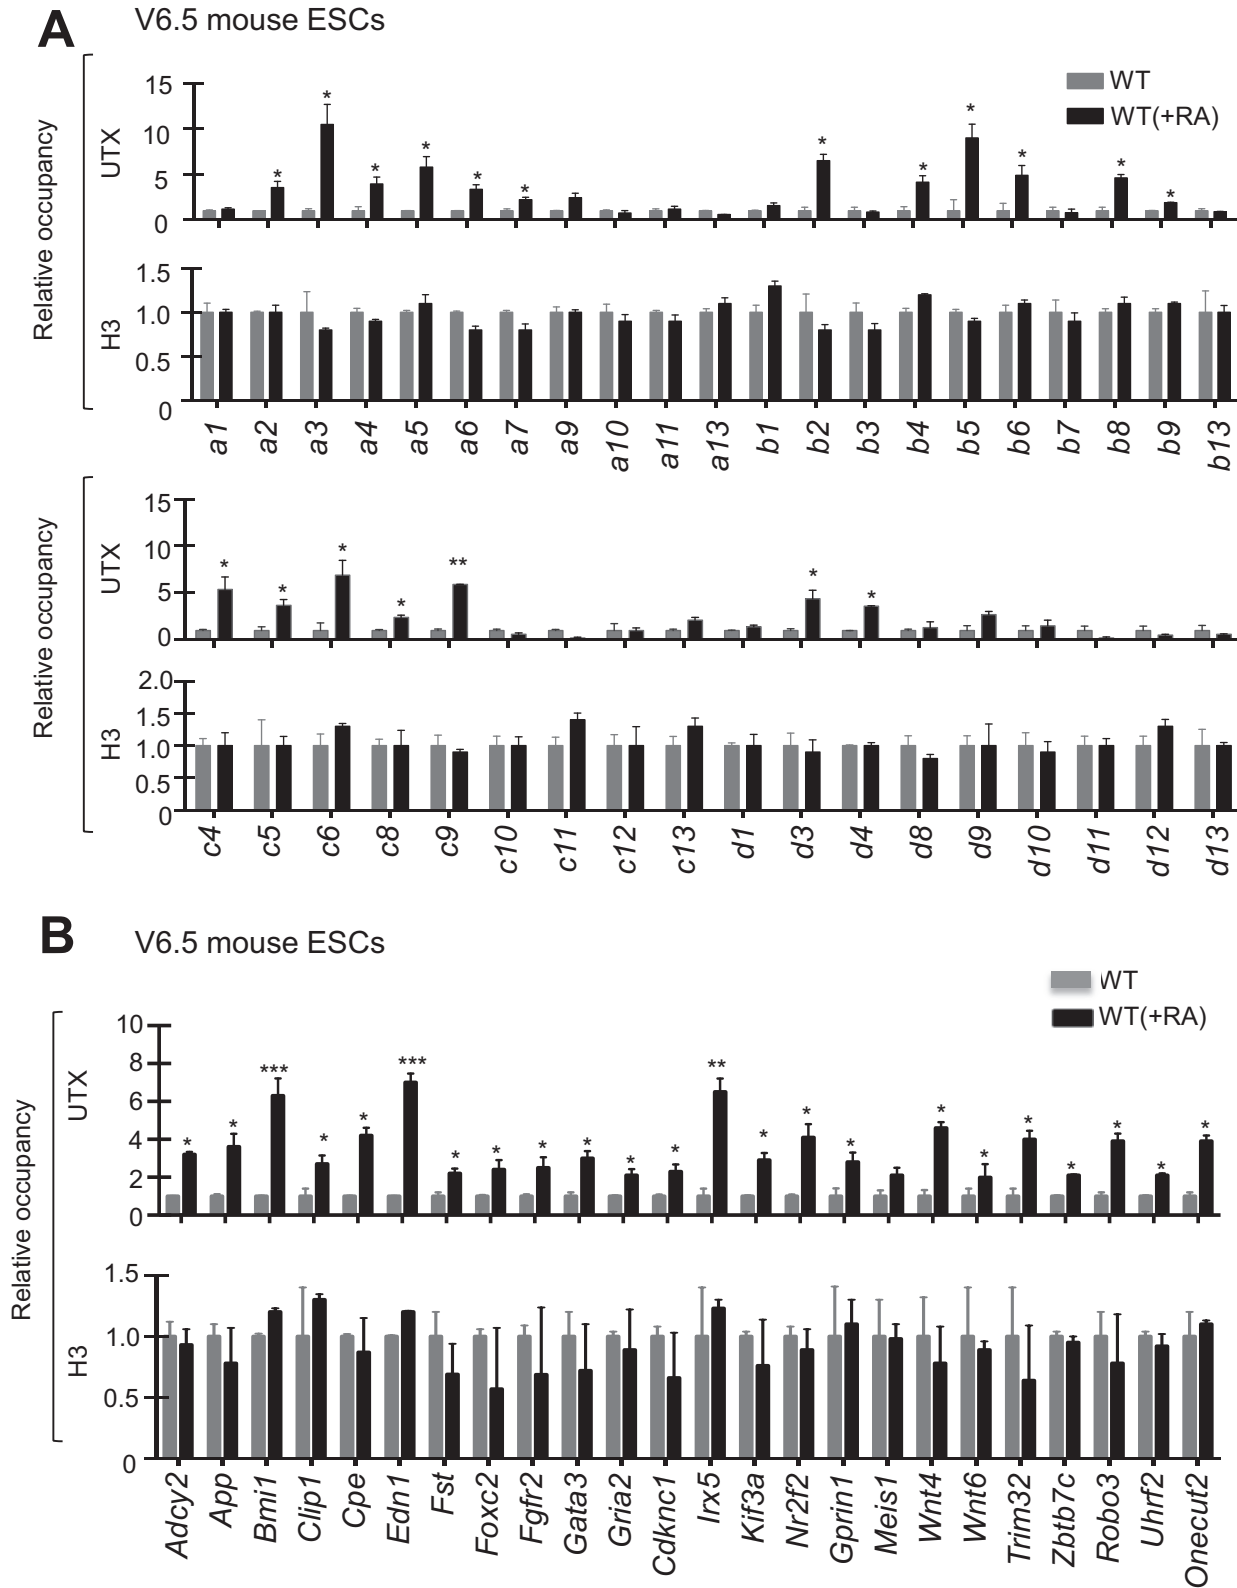 A V6.5 mouse ESCs
WT
WT(+RA)
Relative occupancy
UTX
15
10
5
0
* * * * * * * * * * * *
H3
1.5
1.0
0.5
0
a1 a2 a3 a4 a5 a6 a7 a9 a10 a11 a13 b1 b2 b3 b4 b5 b6 b7 b8 b9 b13
Relative occupancy
UTX
15
10
5
0
* * * * ** * *
H3
2.0
1.5
1.0
0.5
0
c4 c5 c6 c8 c9 c10 c11 c12 c13 d1 d3 d4 d8 d9 d10 d11 d12 d13
B V6.5 mouse ESCs
WT
WT(+RA)
Relative occupancy
UTX
10
8
6
4
2
0
* * *** * * *** * * * * * * ** * * * * * * * * * *
H3
1.5
1.0
0.5
0
Adcy2 App Bmi1 Clip1 Cpe Edn1 Fst Foxc2 Fgfr2 Gata3 Gria2 Cdknc1 Irx5 Kif3a Nr2f2 Gprin1 Meis1 Wnt4 Wnt6 Trim32 Zbtb7c Robo3 Uhrf2 Onecut2